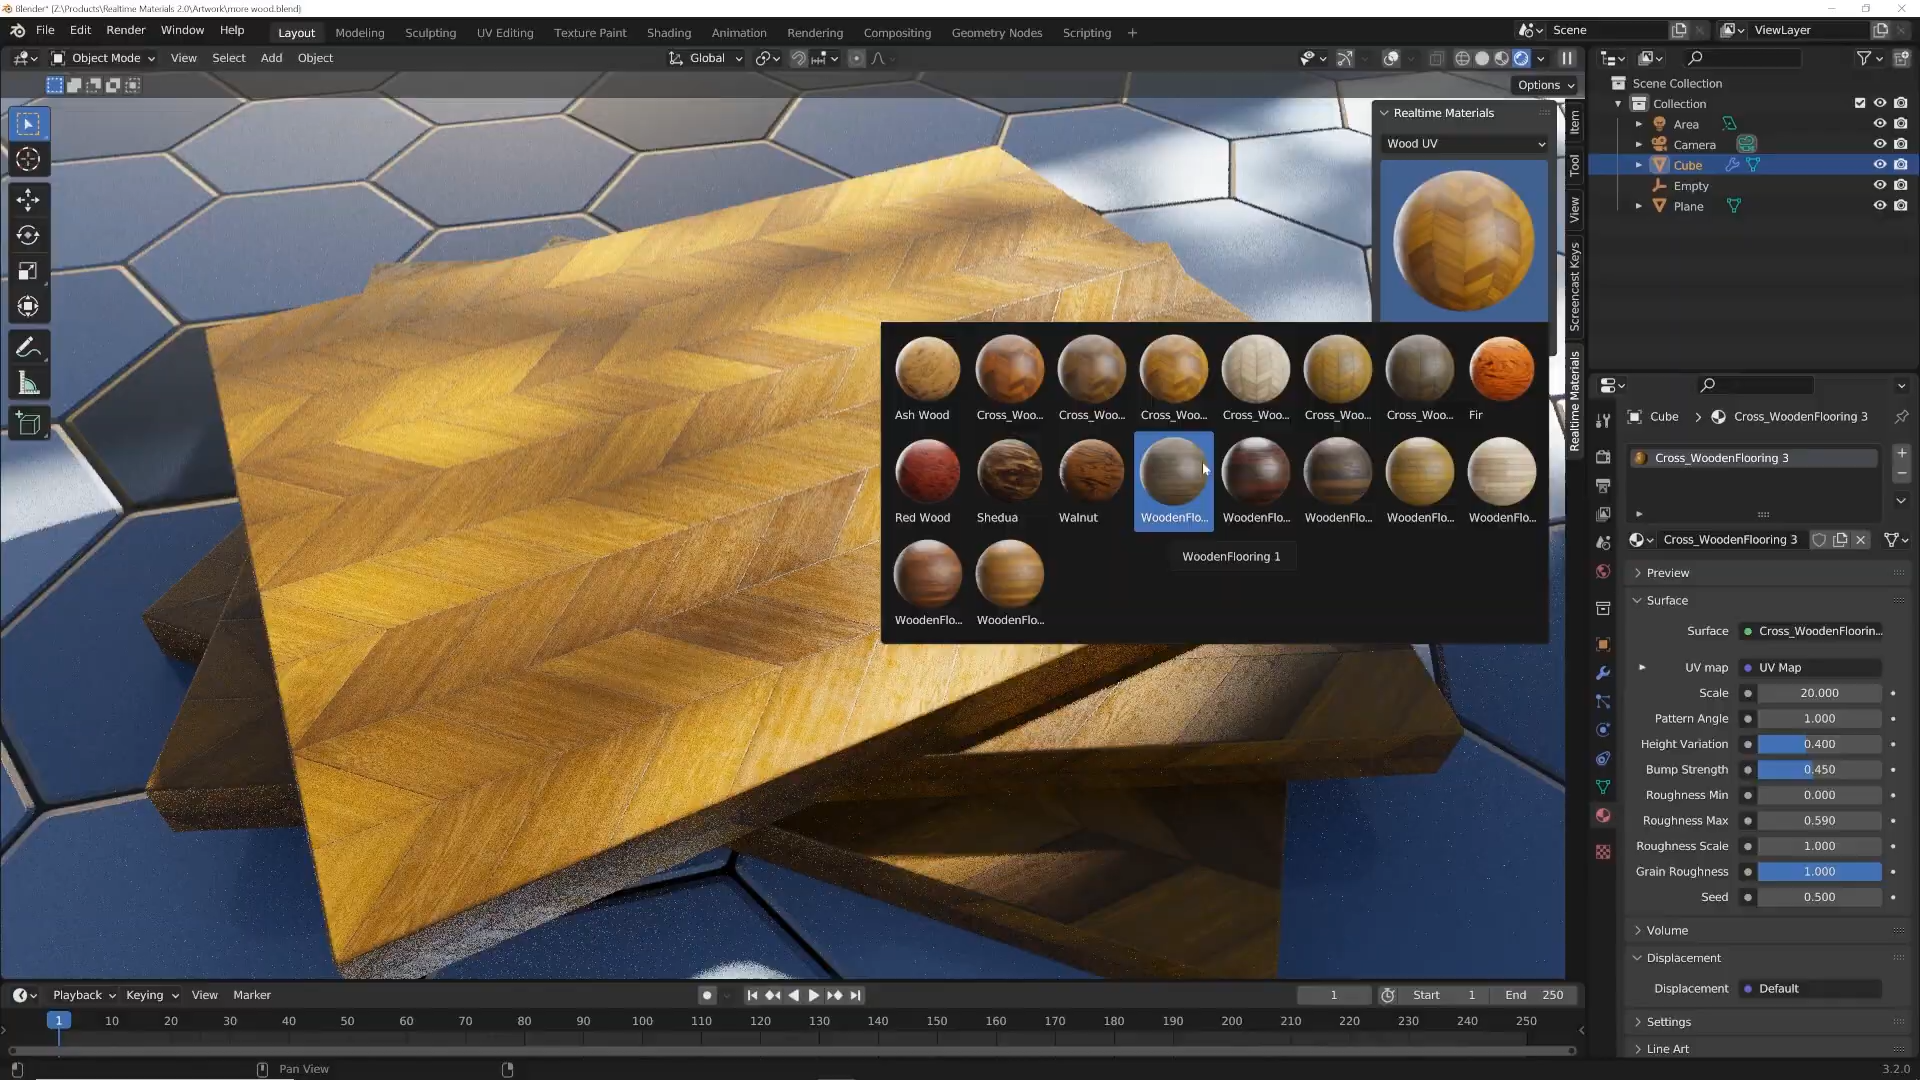 Blender* [Z:\Products\Realtime Materials 2.0\Artwork\more wood.blend]
File Edit Render Window Help Layout Modeling Sculpting UV Editing Texture Paint Shading Animation Rendering Compositing Geometry Nodes Scripting + Scene ViewLayer
Object Mode View Select Add Object Global
Options
Realtime Materials
Wood UV
Item
Tool
View
Screencast Keys
Realtime Materials
Ash Wood Cross_Woo... Cross_Woo... Cross_Woo... Cross_Woo... Cross_Woo... Cross_Woo... Fir
Red Wood Shedua Walnut WoodenFlo... WoodenFlo... WoodenFlo... WoodenFlo... WoodenFlo...
WoodenFlooring 1
WoodenFlo... WoodenFlo...
Scene Collection
Collection
Area
Camera
Cube
Empty
Plane
Cube > Cross_WoodenFlooring 3
Cross_WoodenFlooring 3
Cross_WoodenFlooring 3
Preview
Surface
Surface Cross_WoodenFloorin...
UV map UV Map
Scale 20.000
Pattern Angle 1.000
Height Variation 0.400
Bump Strength 0.450
Roughness Min 0.000
Roughness Max 0.590
Roughness Scale 1.000
Grain Roughness 1.000
Seed 0.500
Volume
Displacement
Displacement Default
Settings
Line Art
Playback Keying View Marker 1 Start 1 End 250
1 10 20 30 40 50 60 70 80 90 100 110 120 130 140 150 160 170 180 190 200 210 220 230 240 250
Pan View
3.2.0